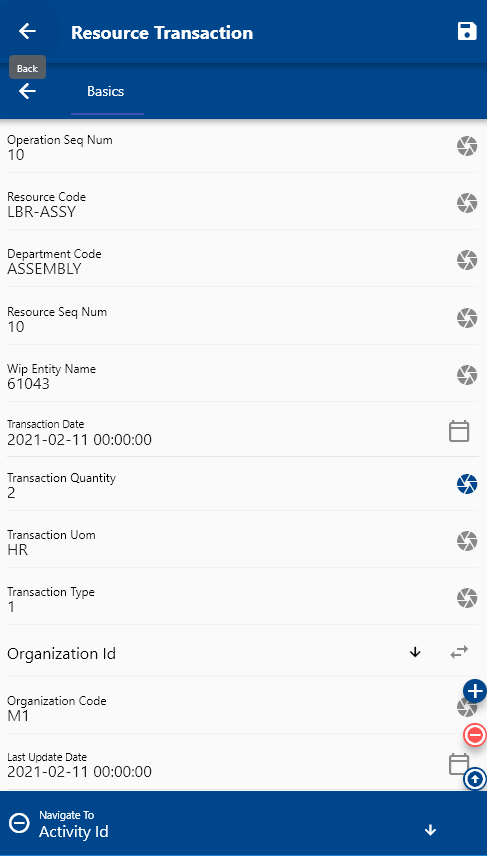 Resource Transaction
Back
Basics
Operation Seq Num
10
Resource Code
LBR-ASSY
Department Code
ASSEMBLY
Resource Seq Num
10
Wip Entity Name
61043
Transaction Date
2021-02-11 00:00:00
Transaction Quantity
2
Transaction Uom
HR
Transaction Type
1
Organization Id
Organization Code
M1
Last Update Date
2021-02-11 00:00:00
Navigate To
Activity Id